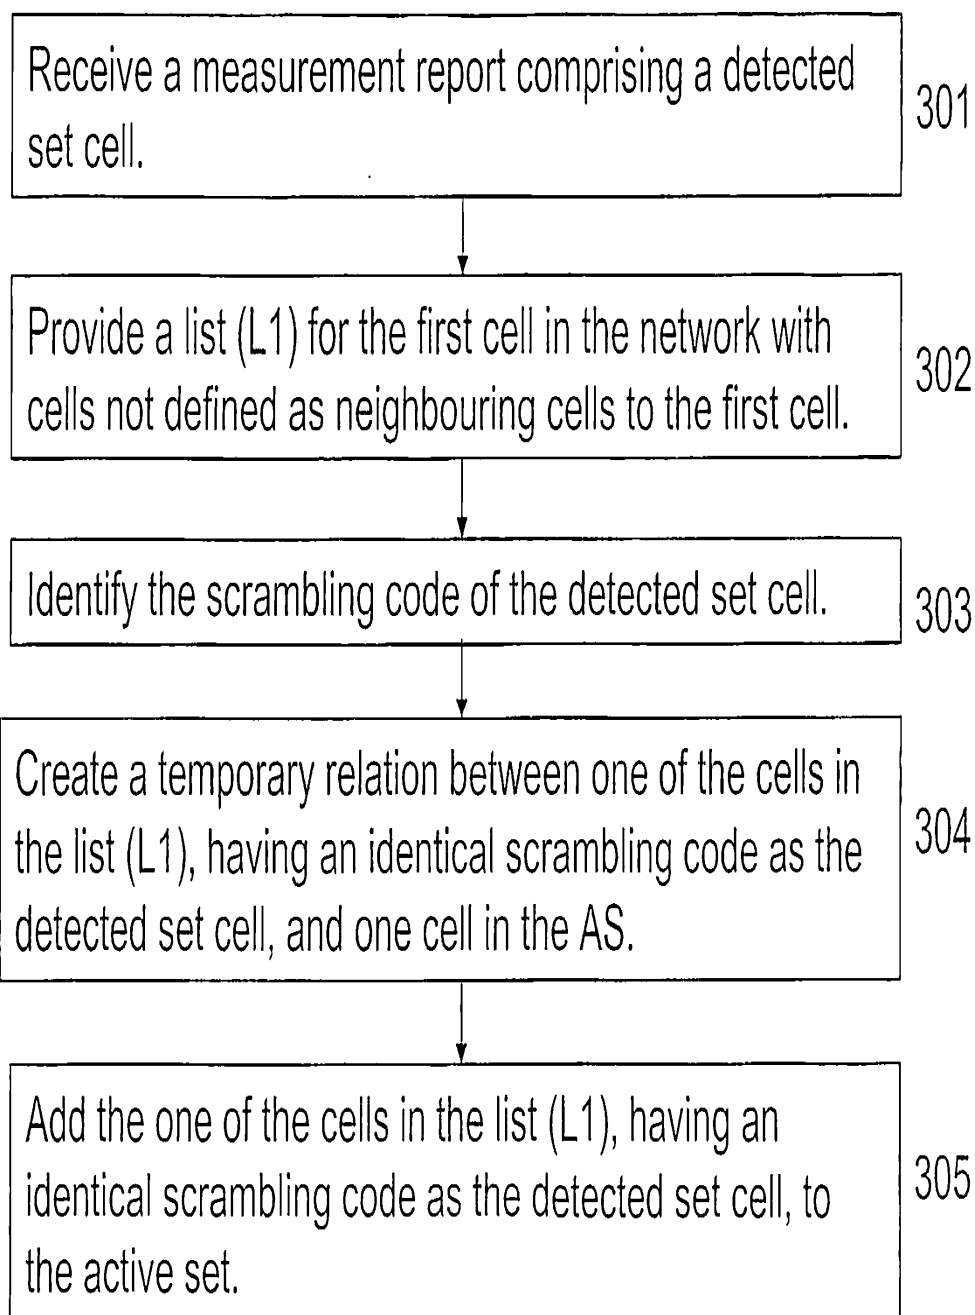 Receive a measurement report comprising a detected
set cell.
301
Provide a list (L1) for the first cell in the network with
cells not defined as neighbouring cells to the first cell.
302
Identify the scrambling code of the detected set cell.
303
Create a temporary relation between one of the cells in
the list (L1), having an identical scrambling code as the
detected set cell, and one cell in the AS.
304
Add the one of the cells in the list (L1), having an
identical scrambling code as the detected set cell, to
the active set.
305